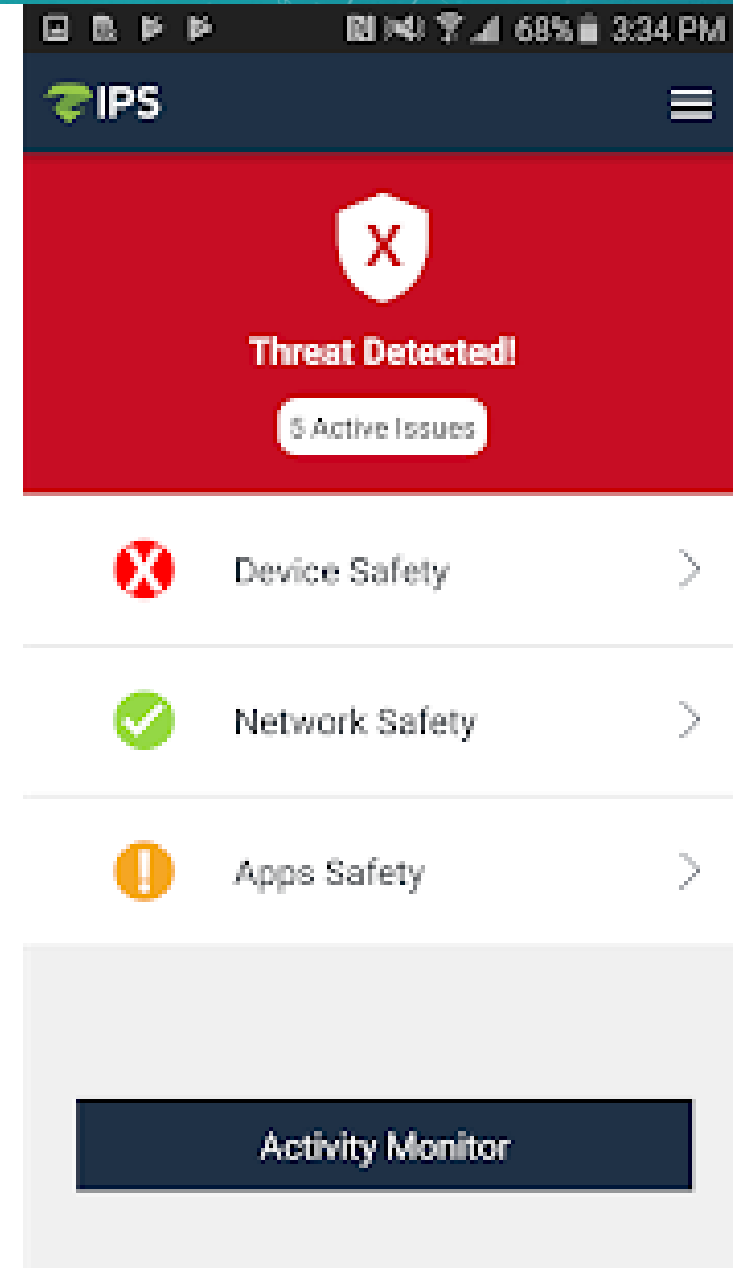 68% 3:34 PM
IPS
X
Threat Detected!
5 Active Issues
Device Safety
Network Safety
Apps Safety
Activity Monitor